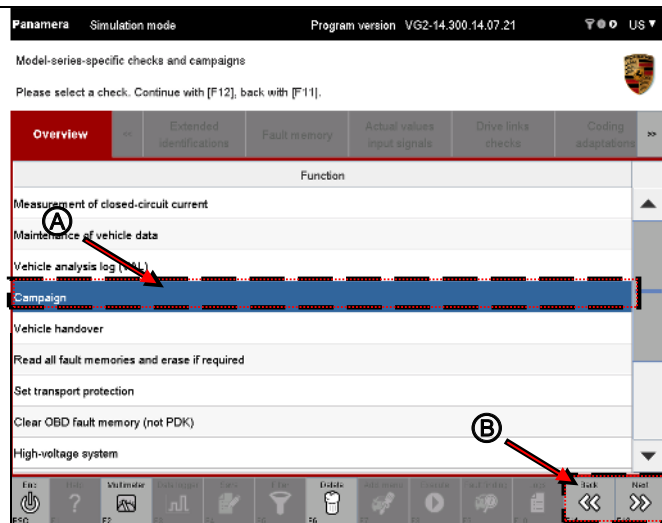 Panamera Simulation mode Program version VG2-14.300.14.07.21 US
Model-series-specific checks and campaigns
Please select a check. Continue with [F12], back with [F11].
Overview << Extended identifications Fault memory Actual values input signals Drive links checks Coding adaptations >>
Function
Measurement of closed-circuit current
A
Maintenance of vehicle data
Vehicle analysis log (VAL)
Campaign
Vehicle handover
Read all fault memories and erase if required
Set transport protection
Clear OBD fault memory (not PDK)
B
High-voltage system
Help Multimeter Delete Back Next
ESC F2 F6